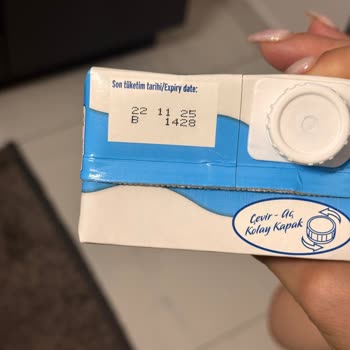 Son tüketim tarihi/Expiry date:
22 11 25
B 1428
Çevir - Aç
Kolay Kapak